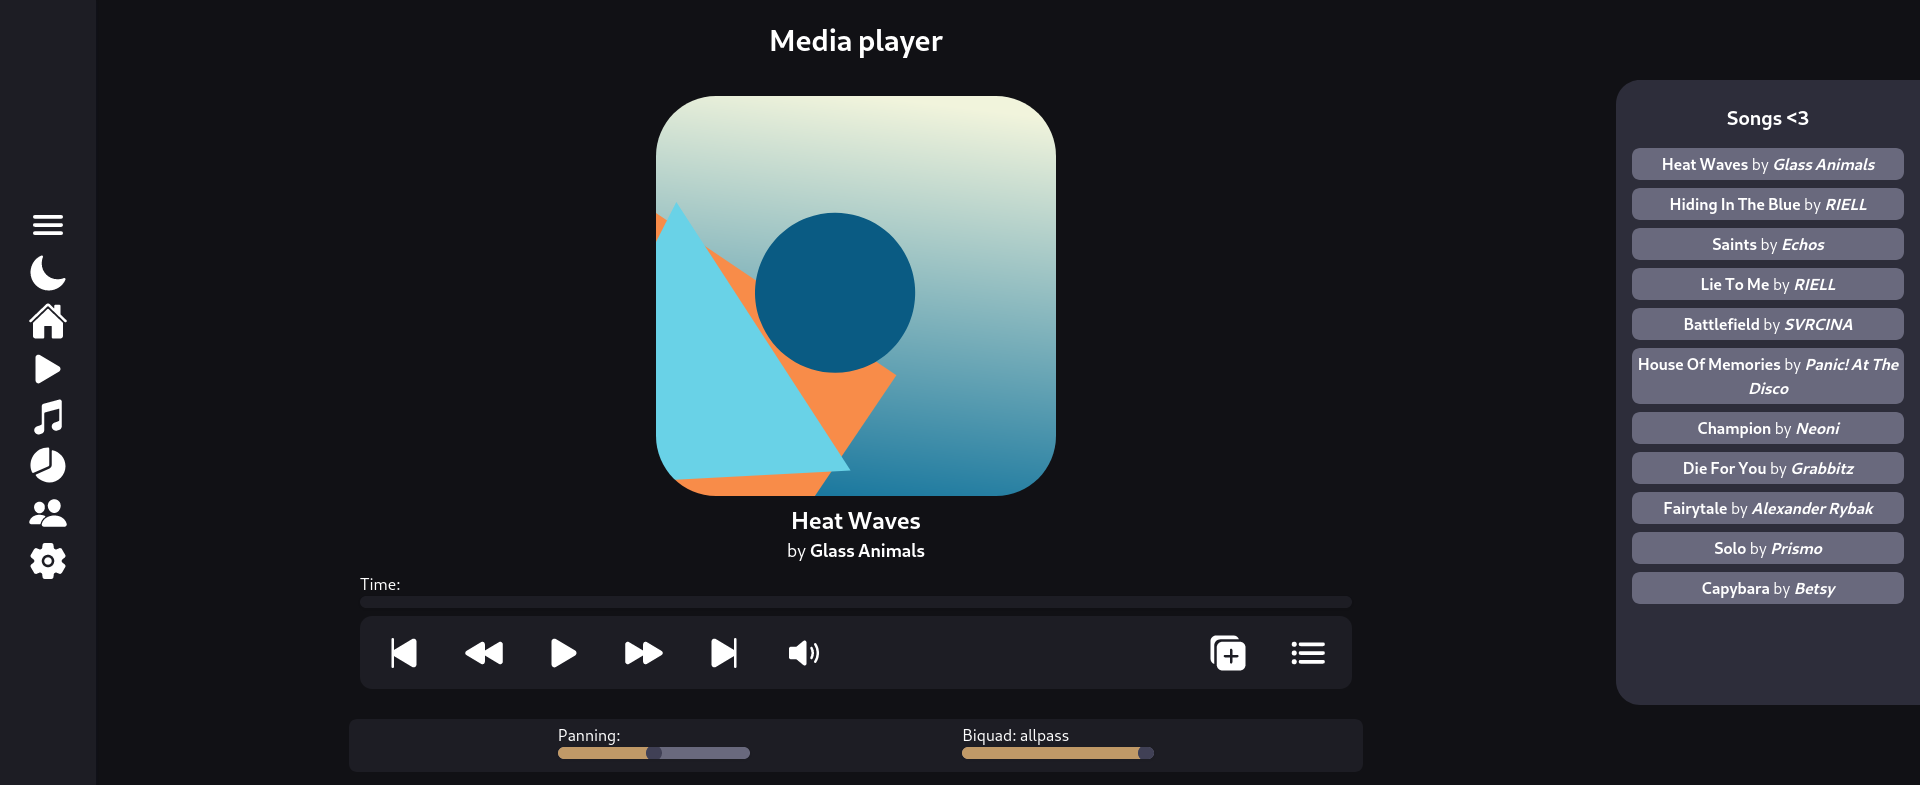 Media player
Heat Waves
by Glass Animals
Time:
Panning:
Biquad: allpass
Songs <3
Heat Waves by Glass Animals
Hiding In The Blue by RIELL
Saints by Echos
Lie To Me by RIELL
Battlefield by SVRCINA
House Of Memories by Panic! At The
Disco
Champion by Neoni
Die For You by Grabbitz
Fairytale by Alexander Rybak
Solo by Prismo
Capybara by Betsy